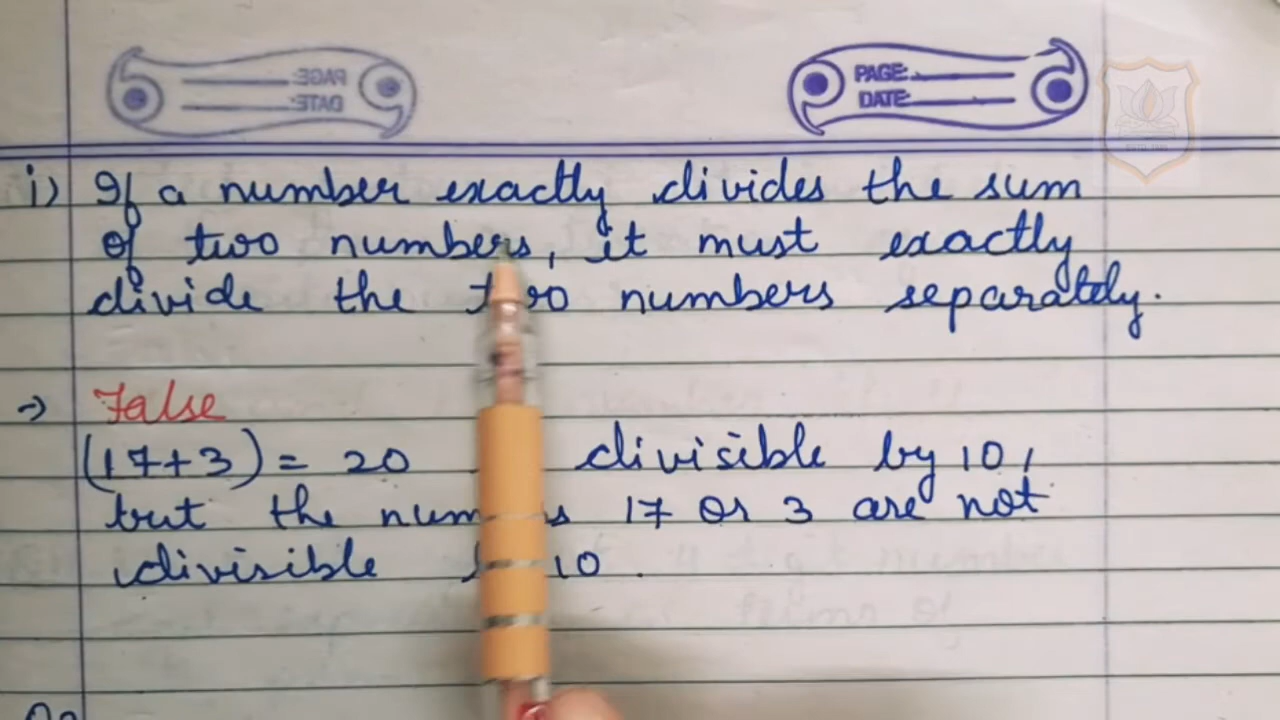 PAGE:
DATE:
i) If a number exactly divides the sum
of two numbers, it must exactly
divide the two numbers separately.
→ False
(17+3) = 20 divisible by 10,
but the 17 or 3 are not
divisible 10.